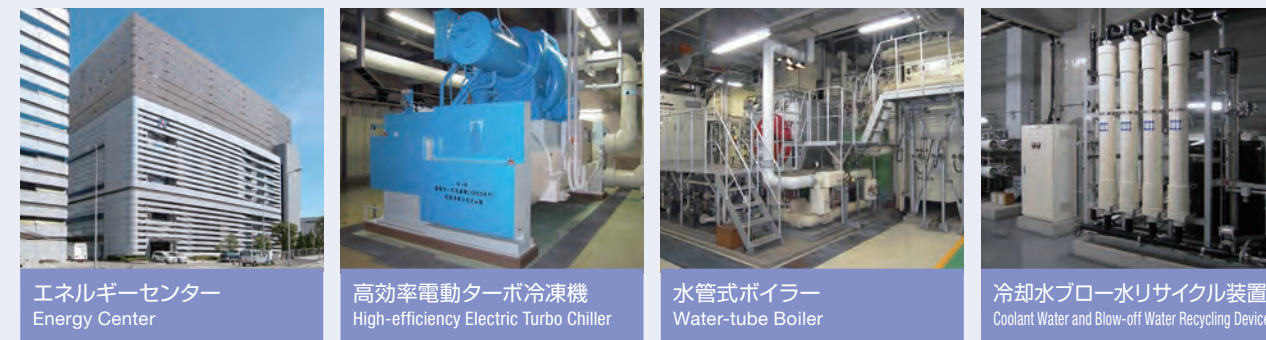 エネルギーセンター
Energy Center
高効率電動ターボ冷凍機
High-efficiency Electric Turbo Chiller
水管式ボイラー
Water-tube Boiler
冷却水ブロー水リサイクル装置
Coolant Water and Blow-off Water Recycling Device